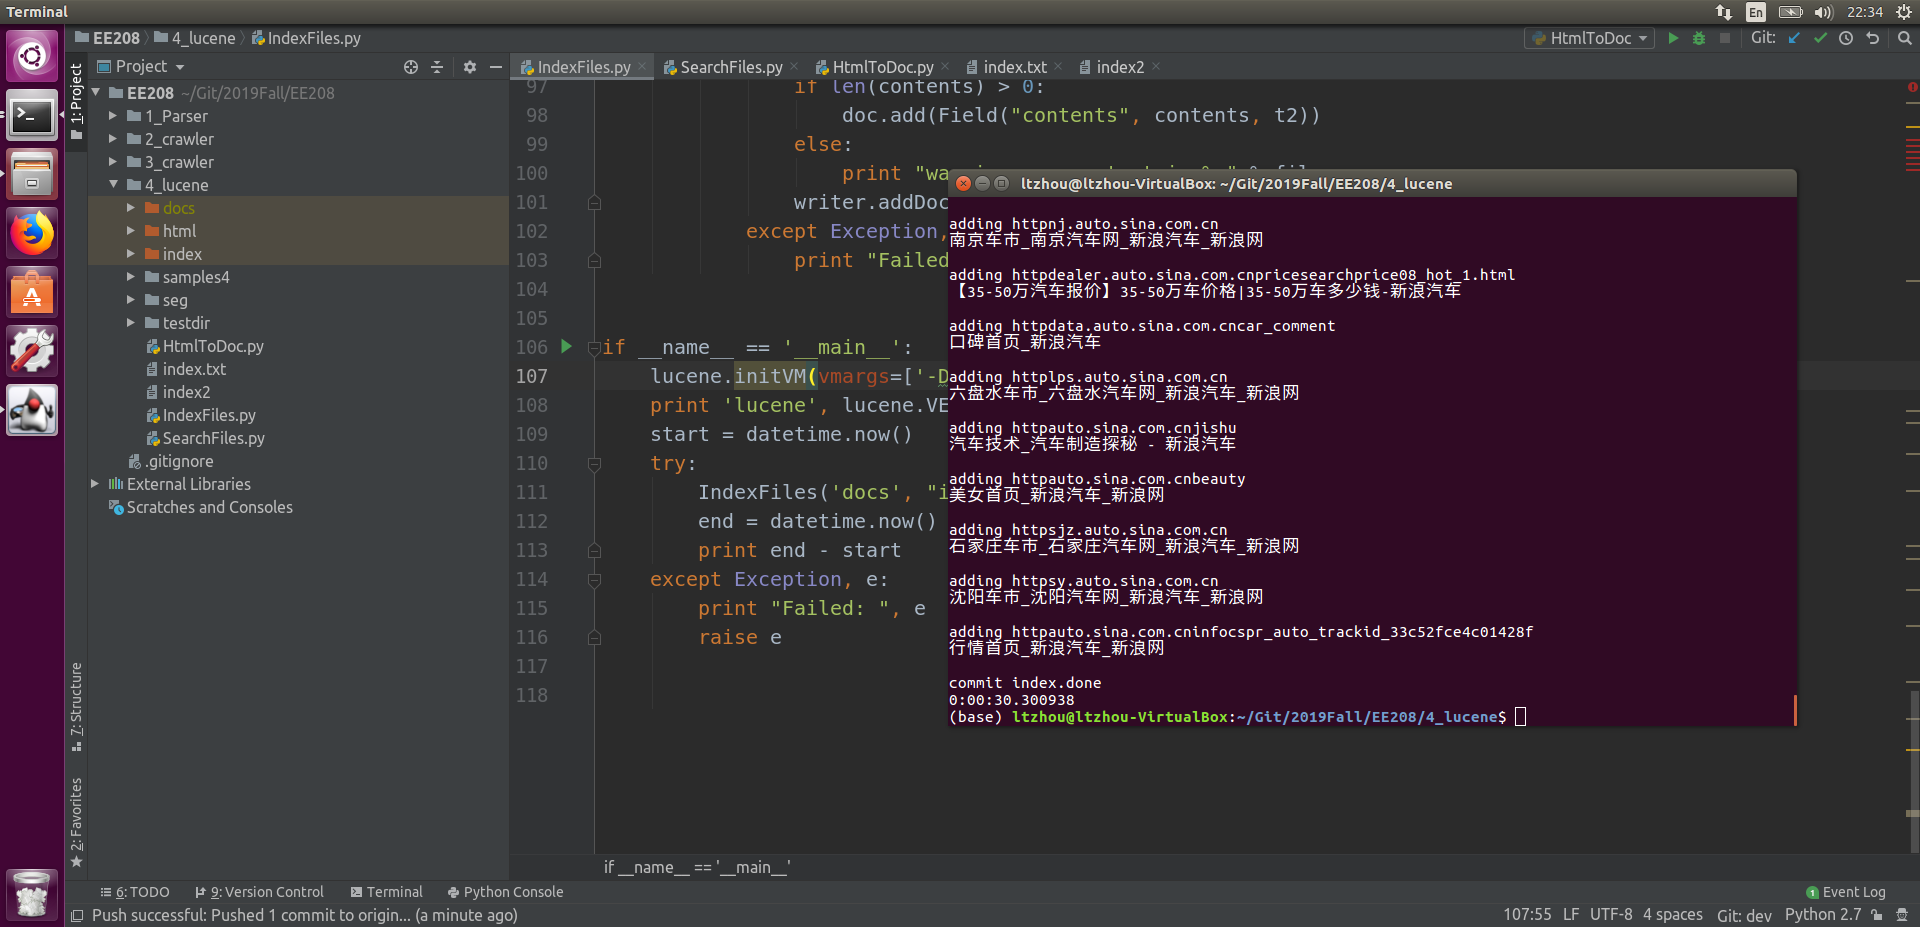 Terminal
En
22:34
EE208
4_lucene
IndexFiles.py
HtmlToDoc
Git:
1: Project
Project
IndexFiles.py
SearchFiles.py
HtmlToDoc.py
index.txt
index2
EE208 ~/Git/2019Fall/EE208
1_Parser
2_crawler
3_crawler
4_lucene
docs
html
index
samples4
seg
testdir
HtmlToDoc.py
index.txt
index2
IndexFiles.py
SearchFiles.py
.gitignore
External Libraries
Scratches and Consoles
7: Structure
2: Favorites
97 if len(contents) > 0:
98 doc.add(Field("contents", contents, t2))
99 else:
100 print "wa
101 writer.addDoc
102 except Exception,
103 print "Failed
104
105
106 if __name__ == '__main__':
107 lucene.initVM(vmargs=['-D
108 print 'lucene', lucene.VE
109 start = datetime.now()
110 try:
111 IndexFiles('docs', "i
112 end = datetime.now()
113 print end - start
114 except Exception, e:
115 print "Failed: ", e
116 raise e
117
118
ltzhou@ltzhou-VirtualBox: ~/Git/2019Fall/EE208/4_lucene
adding httpnj.auto.sina.com.cn
南京车市_南京汽车网_新浪汽车_新浪网
adding httpdealer.auto.sina.com.cnpricesearchprice08_hot_1.html
【35-50万汽车报价】35-50万车价格|35-50万车多少钱-新浪汽车
adding httpdata.auto.sina.com.cncar_comment
口碑首页_新浪汽车
adding httplps.auto.sina.com.cn
六盘水车市_六盘水汽车网_新浪汽车_新浪网
adding httpauto.sina.com.cnjishu
汽车技术_汽车制造探秘 - 新浪汽车
adding httpauto.sina.com.cnbeauty
美女首页_新浪汽车_新浪网
adding httpsjz.auto.sina.com.cn
石家庄车市_石家庄汽车网_新浪汽车_新浪网
adding httpsy.auto.sina.com.cn
沈阳车市_沈阳汽车网_新浪汽车_新浪网
adding httpauto.sina.com.cninfocspr_auto_trackid_33c52fce4c01428f
行情首页_新浪汽车_新浪网
commit index.done
0:00:30.300938
(base) ltzhou@ltzhou-VirtualBox:~/Git/2019Fall/EE208/4_lucene$
if __name__ == '__main__'
6: TODO
9: Version Control
Terminal
Python Console
1 Event Log
Push successful: Pushed 1 commit to origin... (a minute ago)
107:55 LF UTF-8 4 spaces Git: dev Python 2.7